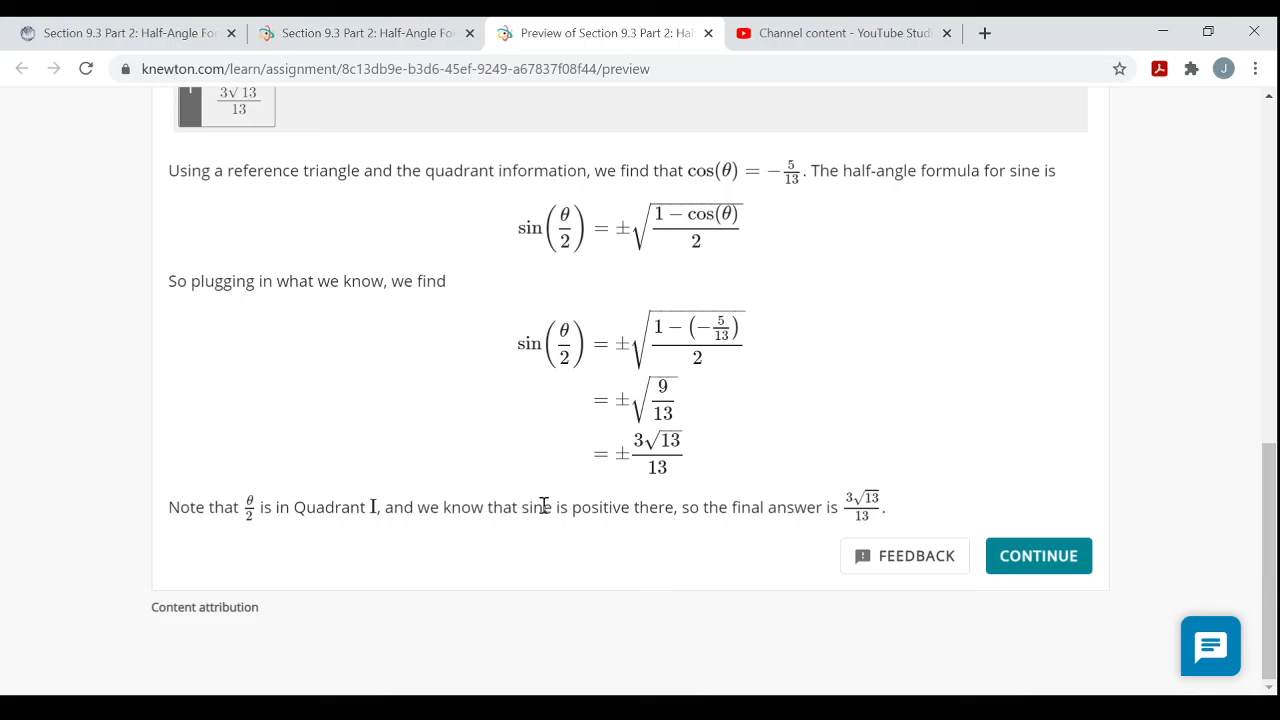 Section 9.3 Part 2: Half-Angle Fo
Section 9.3 Part 2: Half-Angle Fo
Preview of Section 9.3 Part 2: Hal
Channel content - YouTube Stud
knewton.com/learn/assignment/8c13db9e-b3d6-45ef-9249-a67837f08f44/preview
J
3√13
13
Using a reference triangle and the quadrant information, we find that cos(θ) = −5/13. The half-angle formula for sine is
sin(θ/2) = ±√((1 − cos(θ))/2)
So plugging in what we know, we find
sin(θ/2) = ±√((1 − (−5/13))/2)
= ±√(9/13)
= ±3√13/13
Note that θ/2 is in Quadrant I, and we know that sine is positive there, so the final answer is 3√13/13.
FEEDBACK
CONTINUE
Content attribution